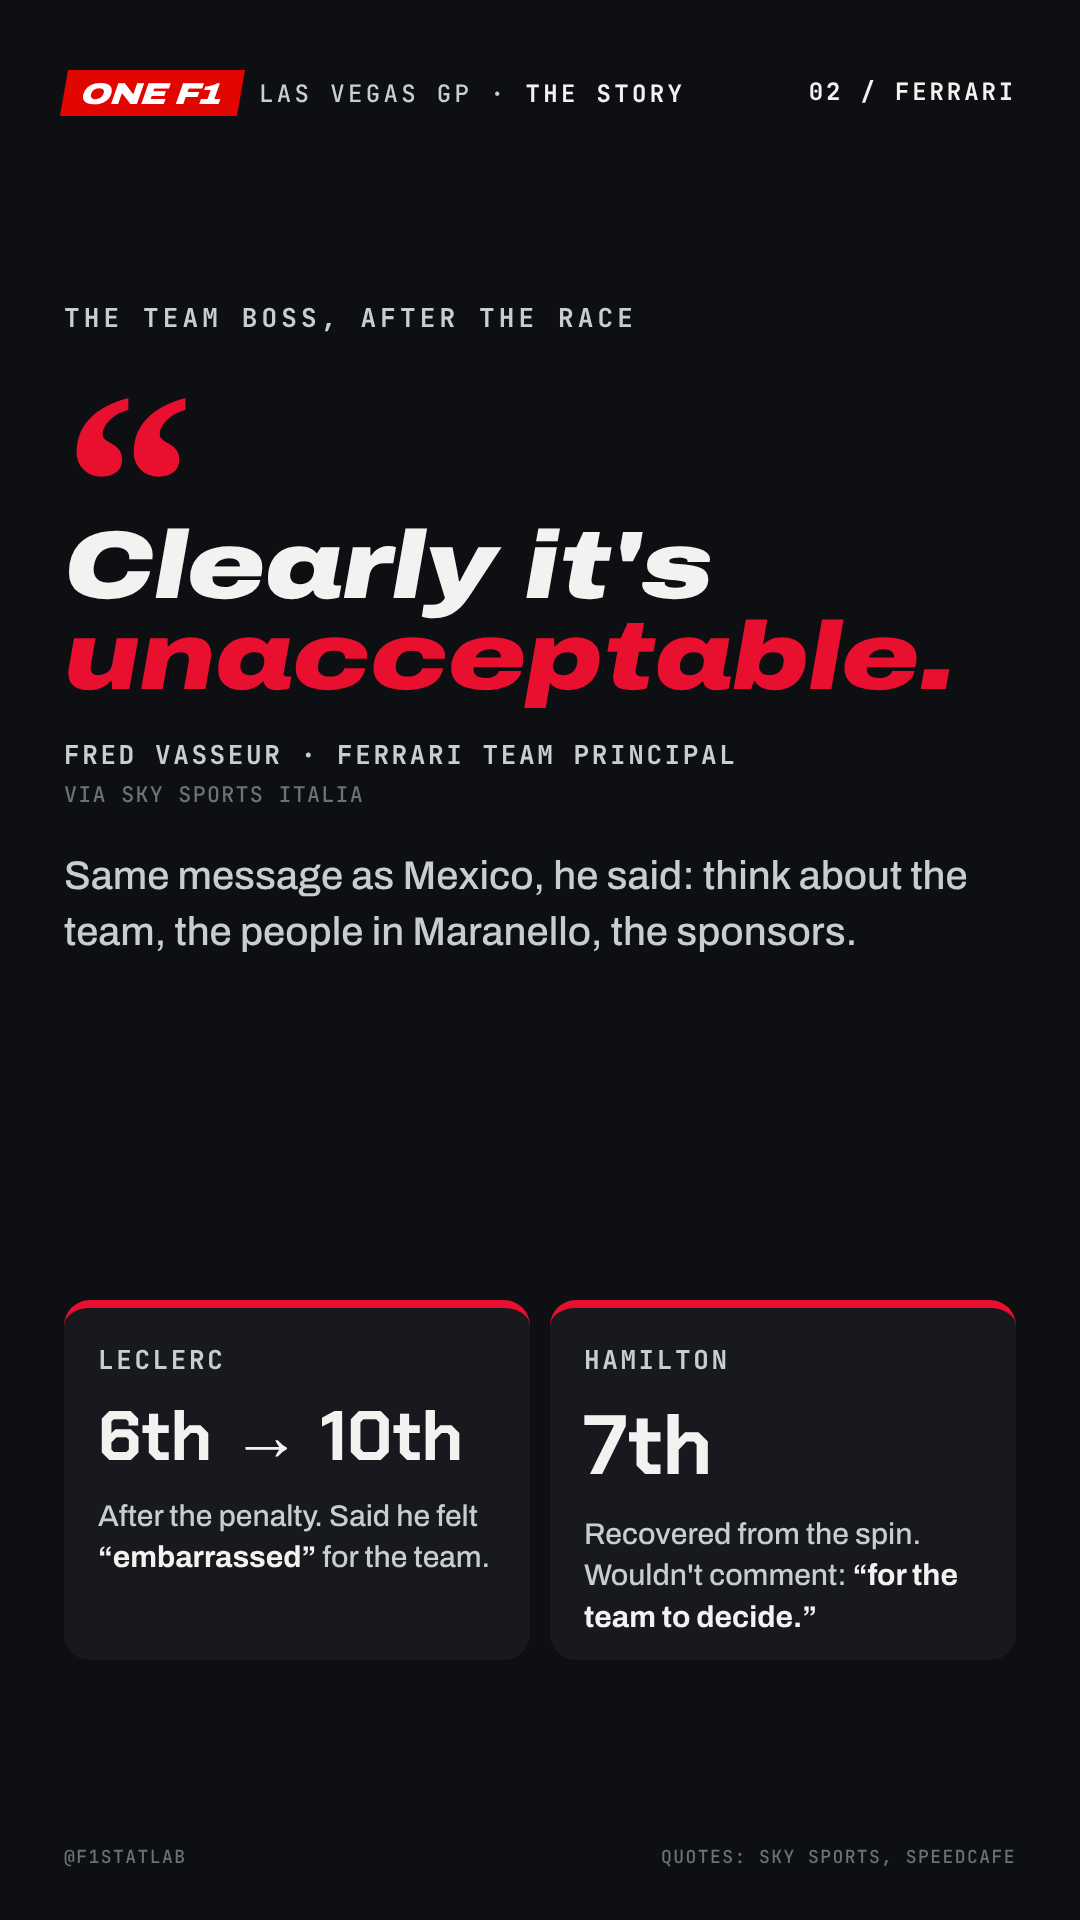 ONE F1 LAS VEGAS GP · THE STORY 02 / FERRARI
THE TEAM BOSS, AFTER THE RACE
“
Clearly it's
unacceptable.
FRED VASSEUR · FERRARI TEAM PRINCIPAL
VIA SKY SPORTS ITALIA
Same message as Mexico, he said: think about the
team, the people in Maranello, the sponsors.
LECLERC
6th → 10th
After the penalty. Said he felt
“embarrassed” for the team.
HAMILTON
7th
Recovered from the spin.
Wouldn't comment: “for the
team to decide.”
@F1STATLAB
QUOTES: SKY SPORTS, SPEEDCAFE